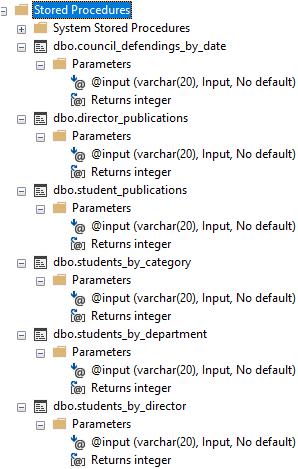 Stored Procedures
System Stored Procedures
dbo.council_defendings_by_date
Parameters
@input (varchar(20), Input, No default)
Returns integer
dbo.director_publications
Parameters
@input (varchar(20), Input, No default)
Returns integer
dbo.student_publications
Parameters
@input (varchar(20), Input, No default)
Returns integer
dbo.students_by_category
Parameters
@input (varchar(20), Input, No default)
Returns integer
dbo.students_by_department
Parameters
@input (varchar(20), Input, No default)
Returns integer
dbo.students_by_director
Parameters
@input (varchar(20), Input, No default)
Returns integer